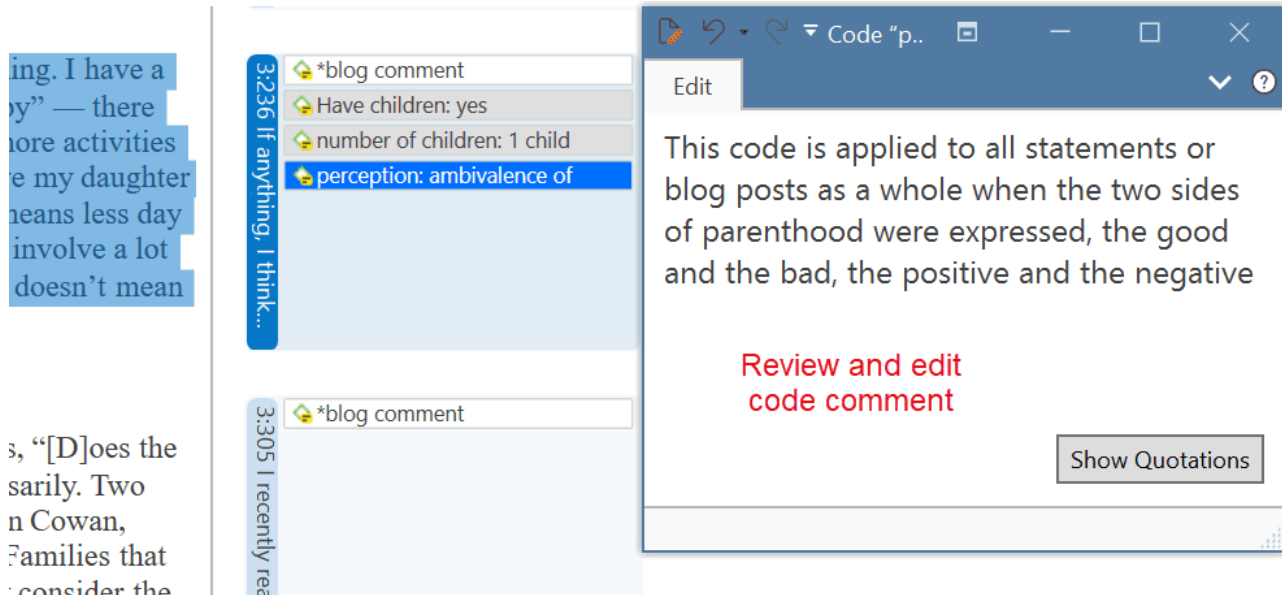 ing. I have a
by” — there
more activities
ve my daughter
means less day
involve a lot
doesn’t mean
s, “[D]oes the
sarily. Two
n Cowan,
Families that
consider the
3:236 If anything, I think...
*blog comment
Have children: yes
number of children: 1 child
perception: ambivalence of
3:305 I recently rea
*blog comment
Code “p..
Edit
This code is applied to all statements or
blog posts as a whole when the two sides
of parenthood were expressed, the good
and the bad, the positive and the negative
Review and edit
code comment
Show Quotations